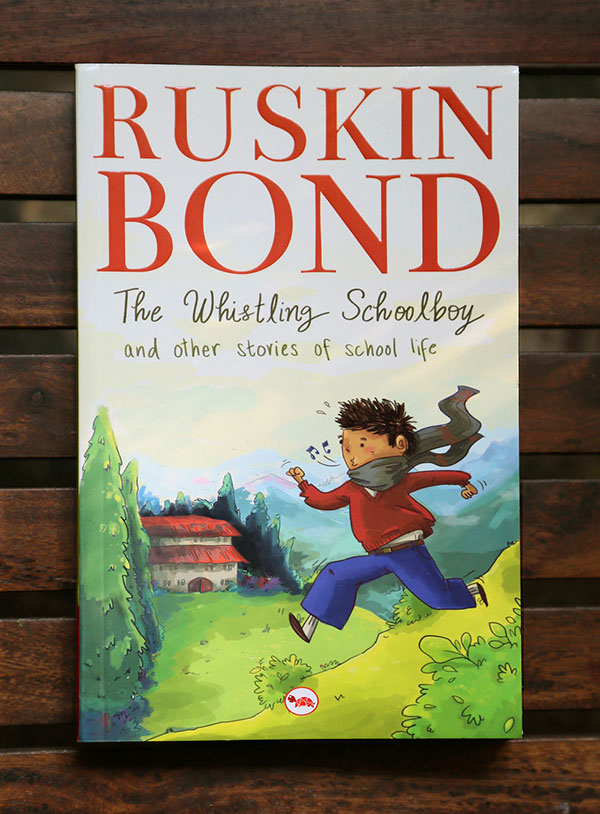 RUSKIN
BOND
The Whistling Schoolboy
and other stories of school life